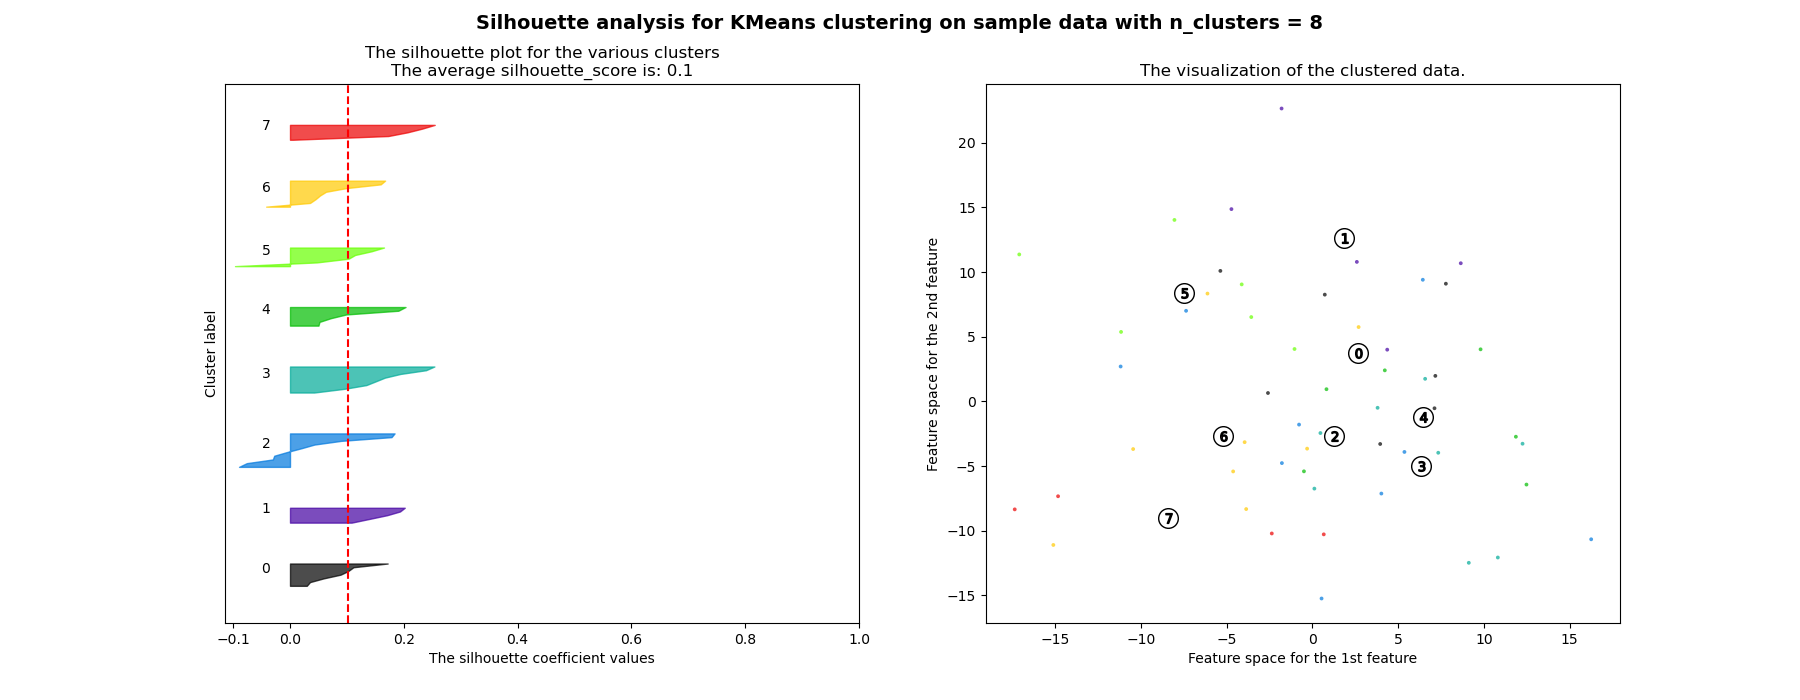 Silhouette analysis for KMeans clustering on sample data with n_clusters = 8
The silhouette plot for the various clusters
The average silhouette_score is: 0.1
7
6
5
4
3
2
1
0
Cluster label
−0.1 0.0 0.2 0.4 0.6 0.8 1.0
The silhouette coefficient values
The visualization of the clustered data.
20
15
10
5
0
−5
−10
−15
Feature space for the 2nd feature
1
5
0
4
6
2
3
7
−15 −10 −5 0 5 10 15
Feature space for the 1st feature